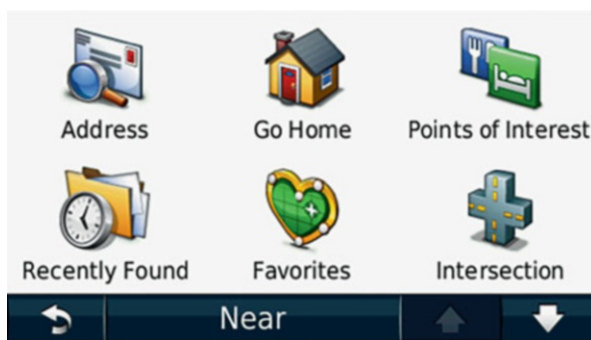 Address
Go Home
Points of Interest
Recently Found
Favorites
Intersection
Near